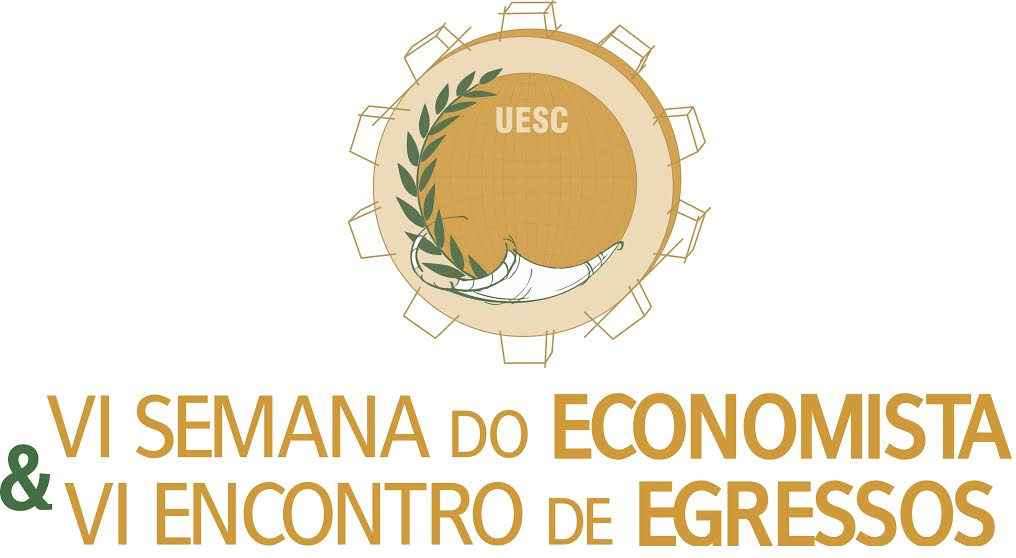 UESC
VI SEMANA DO ECONOMISTA
&
VI ENCONTRO DE EGRESSOS